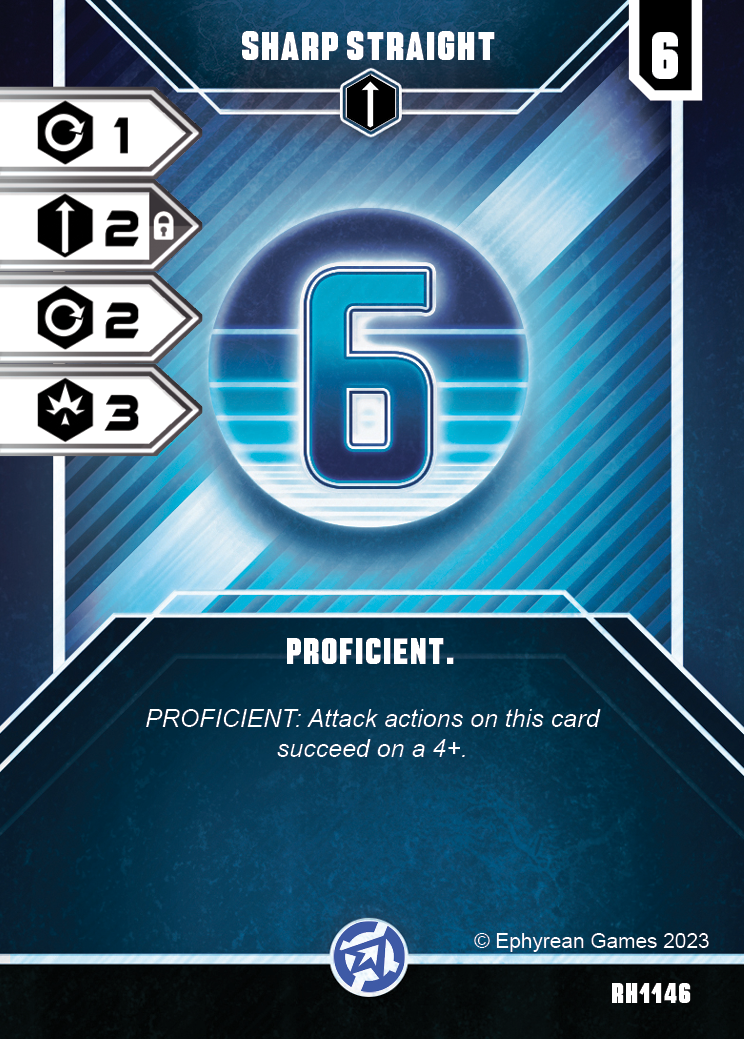 SHARP STRAIGHT
6
1
2
2
3
6
PROFICIENT.
PROFICIENT: Attack actions on this card
succeed on a 4+.
© Ephyrean Games 2023
RH1146